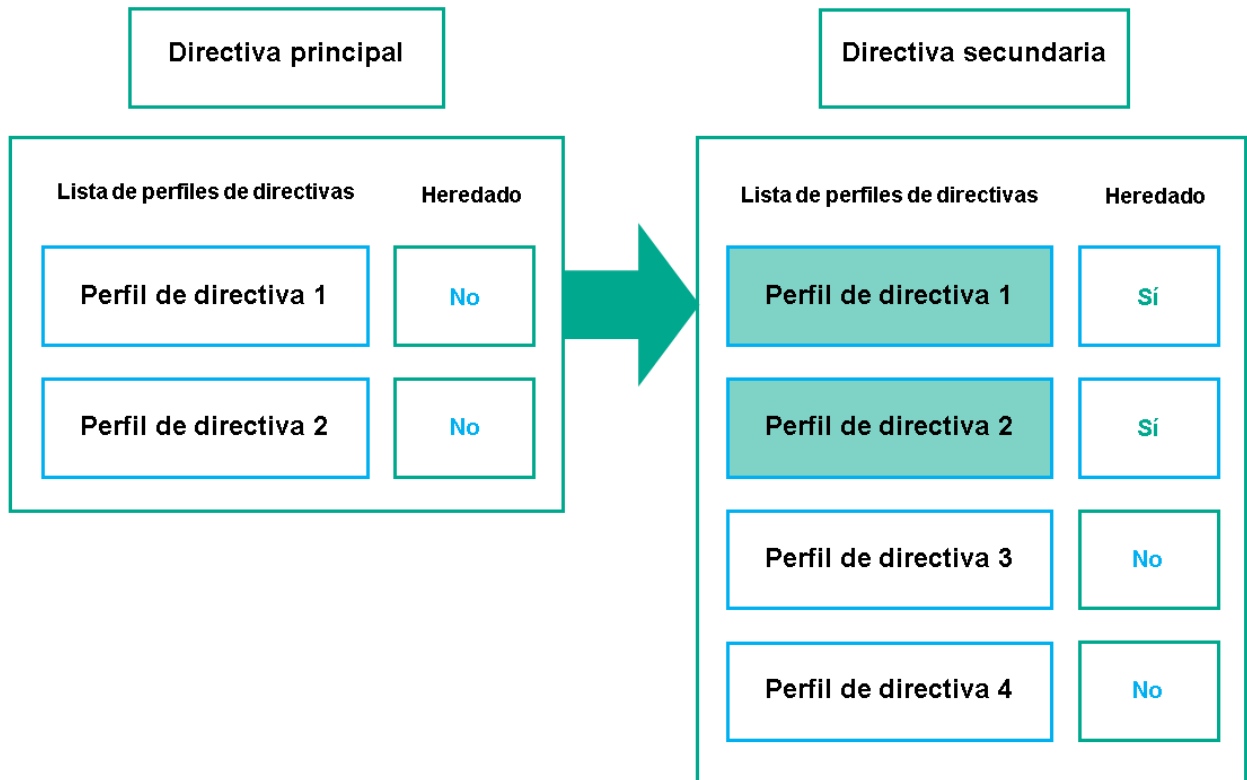 Directiva principal
Lista de perfiles de directivas
Heredado
Perfil de directiva 1
No
Perfil de directiva 2
No
Directiva secundaria
Lista de perfiles de directivas
Heredado
Perfil de directiva 1
Sí
Perfil de directiva 2
Sí
Perfil de directiva 3
No
Perfil de directiva 4
No